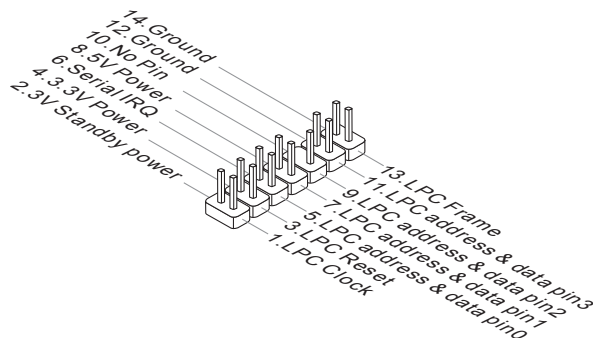 14.Ground
12.Ground
10.No Pin
8.5V Power
6.Serial IRQ
4.3.3V Power
2.3V Standby power
13.LPC Frame
11.LPC address & data pin3
9.LPC address & data pin2
7.LPC address & data pin1
5.LPC address & data pin0
3.LPC Reset
1.LPC Clock